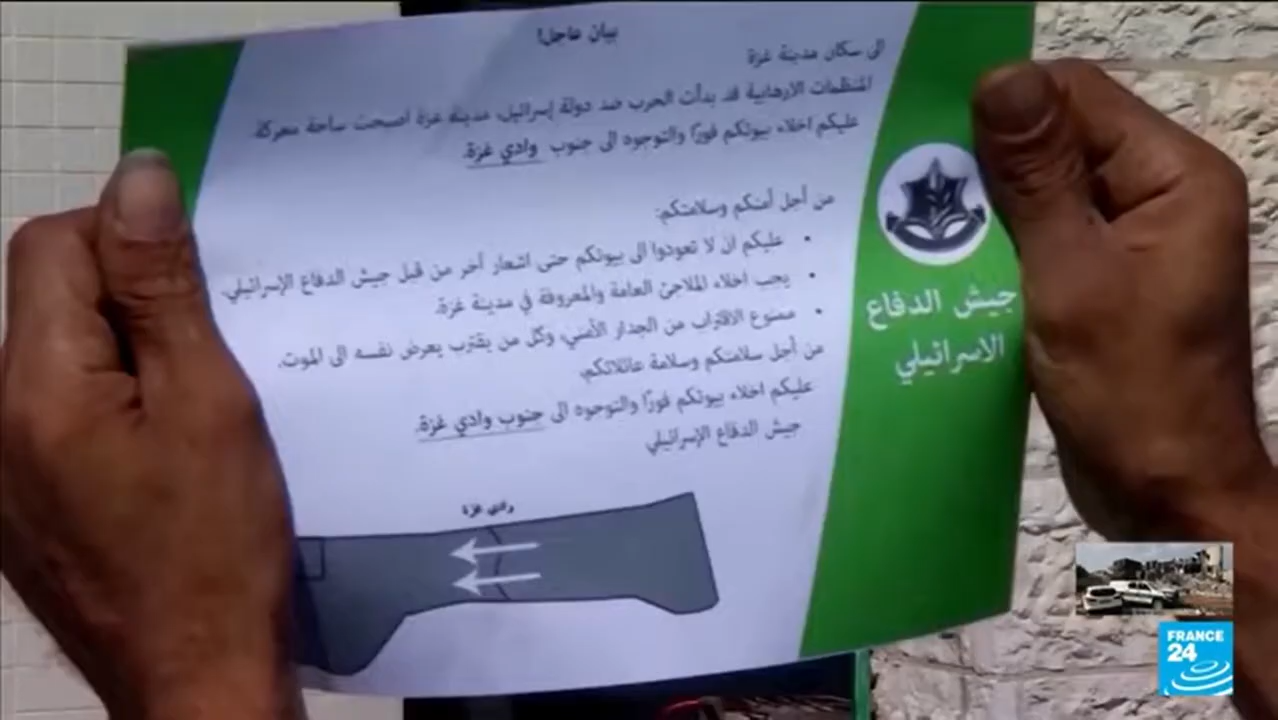 بيان عاجل!
الى سكان مدينة غزة
المنظمات الارهابية قد بدأت الحرب ضد دولة إسرائيل، مدينة غزة اصبحت ساحة معركة.
عليكم اخلاء بيوتكم فورًا والتوجوه الى جنوب وادي غزة.
من أجل أمنكم وسلامتكم:
• عليكم ان لا تعودوا الى بيوتكم حتى اشعار آخر من قبل جيش الدفاع الإسرائيلي.
• يجب اخلاء الملاجئ العامة والمعروفة في مدينة غزة.
• ممنوع الاقتراب من الجدار الأمني، وكل من يقترب يعرض نفسه الى الموت.
من أجل سلامتكم وسلامة عائلاتكم،
عليكم اخلاء بيوتكم فورًا والتوجوه الى جنوب وادي غزة.
جيش الدفاع الإسرائيلي
وادي غزة
جيش الدفاع
الاسرائيلي
FRANCE
24